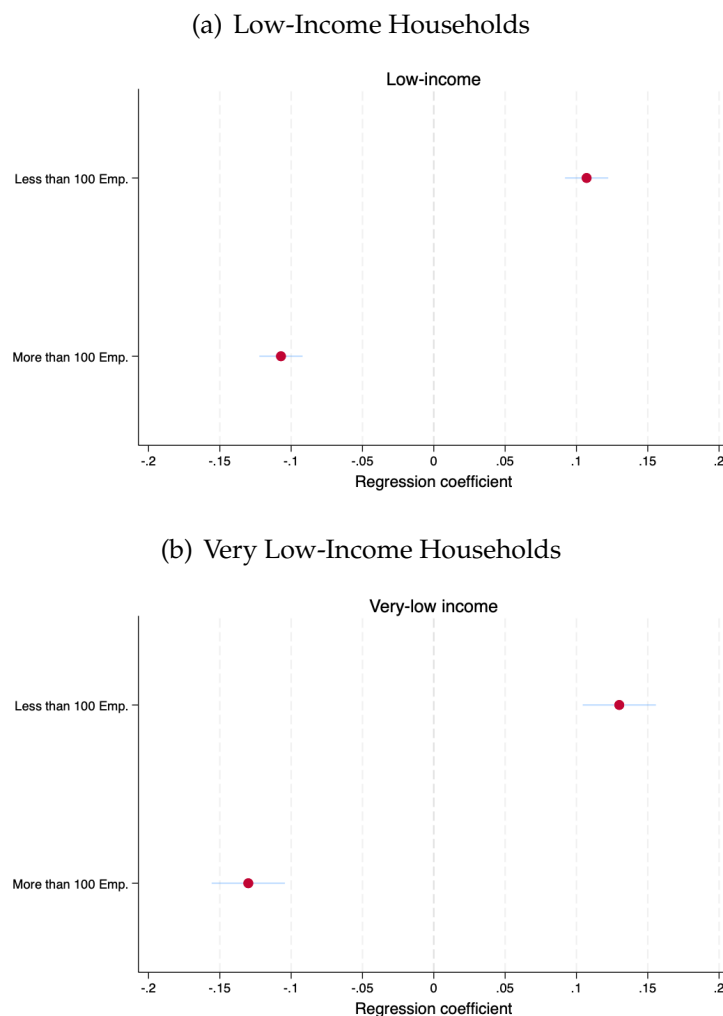 (a) Low-Income Households
Low-income
Less than 100 Emp.
More than 100 Emp.
-.2 -.15 -.1 -.05 0 .05 .1 .15 .2
Regression coefficient
(b) Very Low-Income Households
Very-low income
Less than 100 Emp.
More than 100 Emp.
-.2 -.15 -.1 -.05 0 .05 .1 .15 .2
Regression coefficient